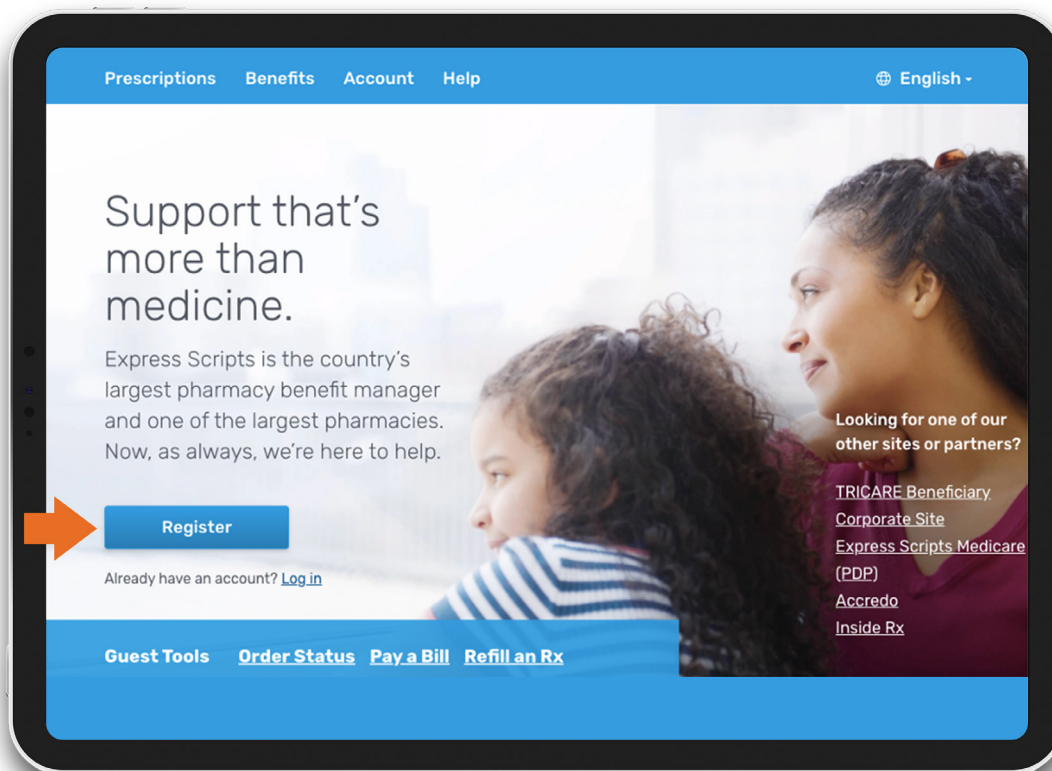 Prescriptions Benefits Account Help English
Support that's
more than
medicine.
Express Scripts is the country's
largest pharmacy benefit manager
and one of the largest pharmacies.
Now, as always, we're here to help.
Register
Already have an account? Log in
Looking for one of our
other sites or partners?
TRICARE Beneficiary
Corporate Site
Express Scripts Medicare
(PDP)
Accredo
Inside Rx
Guest Tools Order Status Pay a Bill Refill an Rx